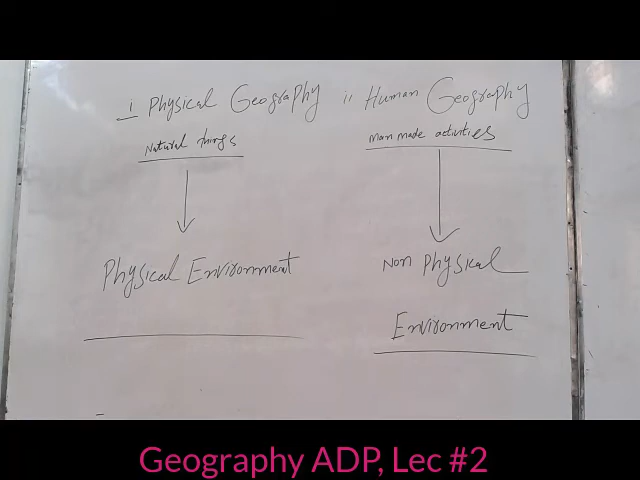 i Physical Geography ii Human Geography
Natural things
Man made activities
Physical Environment
Non Physical
Environment
Geography ADP, Lec #2